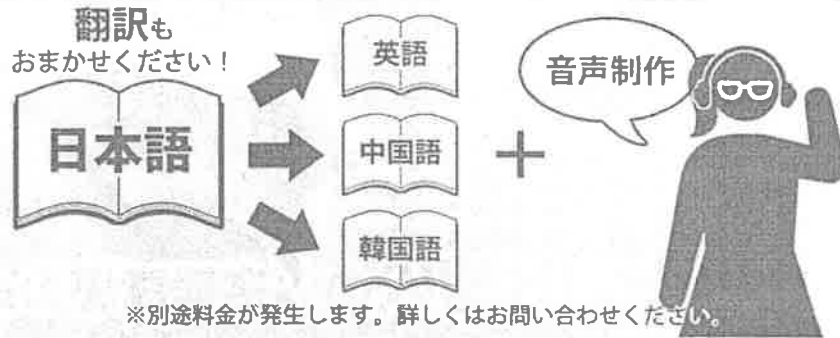 翻訳も
おまかせください！
日本語
英語
中国語
韓国語
＋
音声制作
※別途料金が発生します。詳しくはお問い合わせください。